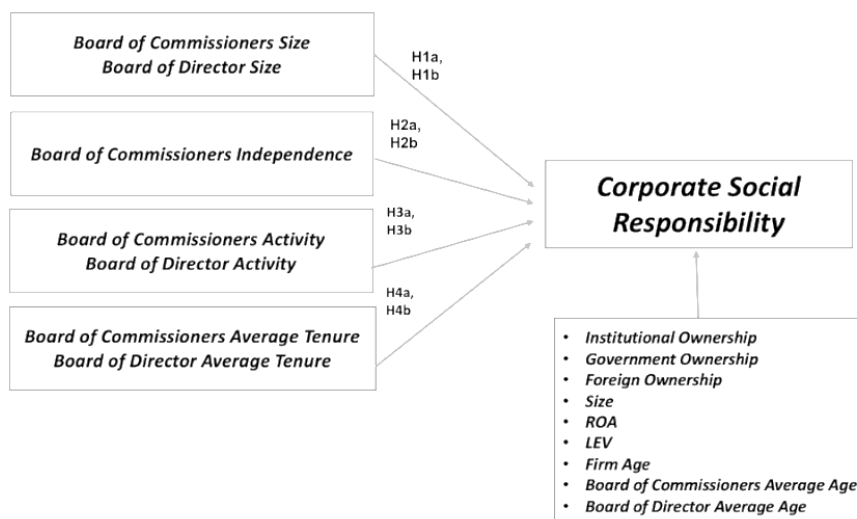 Board of Commissioners Size
Board of Director Size
H1a,
H1b
Board of Commissioners Independence
H2a,
H2b
Board of Commissioners Activity
Board of Director Activity
H3a,
H3b
Board of Commissioners Average Tenure
Board of Director Average Tenure
H4a,
H4b
Corporate Social
Responsibility
• Institutional Ownership
• Government Ownership
• Foreign Ownership
• Size
• ROA
• LEV
• Firm Age
• Board of Commissioners Average Age
• Board of Director Average Age